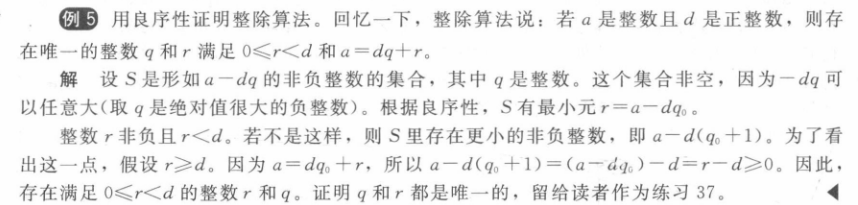 例5 用良序性证明整除算法。回忆一下，整除算法说：若 a 是整数且 d 是正整数，则存
在唯一的整数 q 和 r 满足 0≤r<d 和 a=dq+r。
解 设 S 是形如 a－dq 的非负整数的集合，其中 q 是整数。这个集合非空，因为－dq 可
以任意大(取 q 是绝对值很大的负整数)。根据良序性，S 有最小元 r=a－dq₀。
整数 r 非负且 r<d。若不是这样，则 S 里存在更小的非负整数，即 a－d(q₀+1)。为了看
出这一点，假设 r≥d。因为 a=dq₀+r，所以 a－d(q₀+1)=(a－dq₀)－d=r－d≥0。因此，
存在满足 0≤r<d 的整数 r 和 q。证明 q 和 r 都是唯一的，留给读者作为练习 37。 ◀